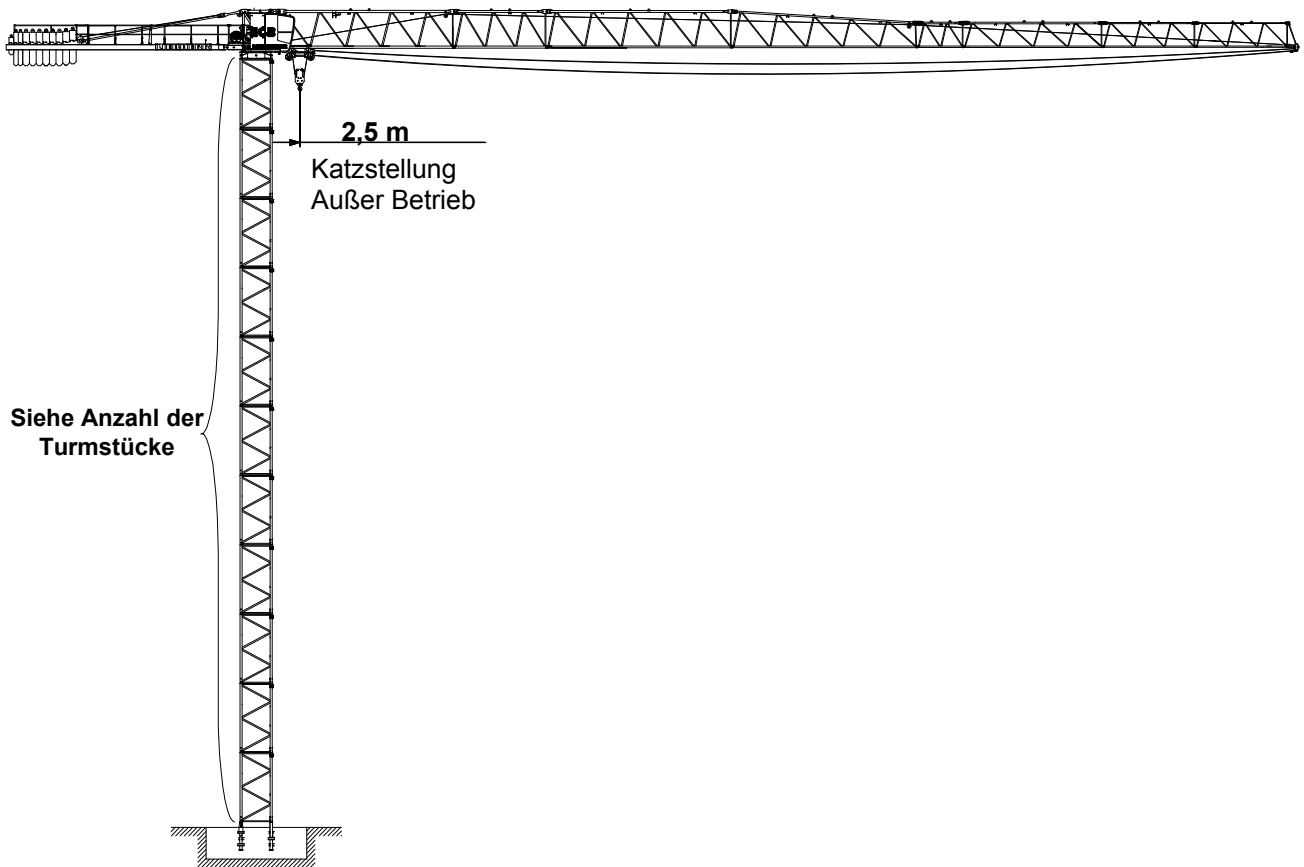 2,5 m
Katzstellung
Außer Betrieb
Siehe Anzahl der
Turmstücke